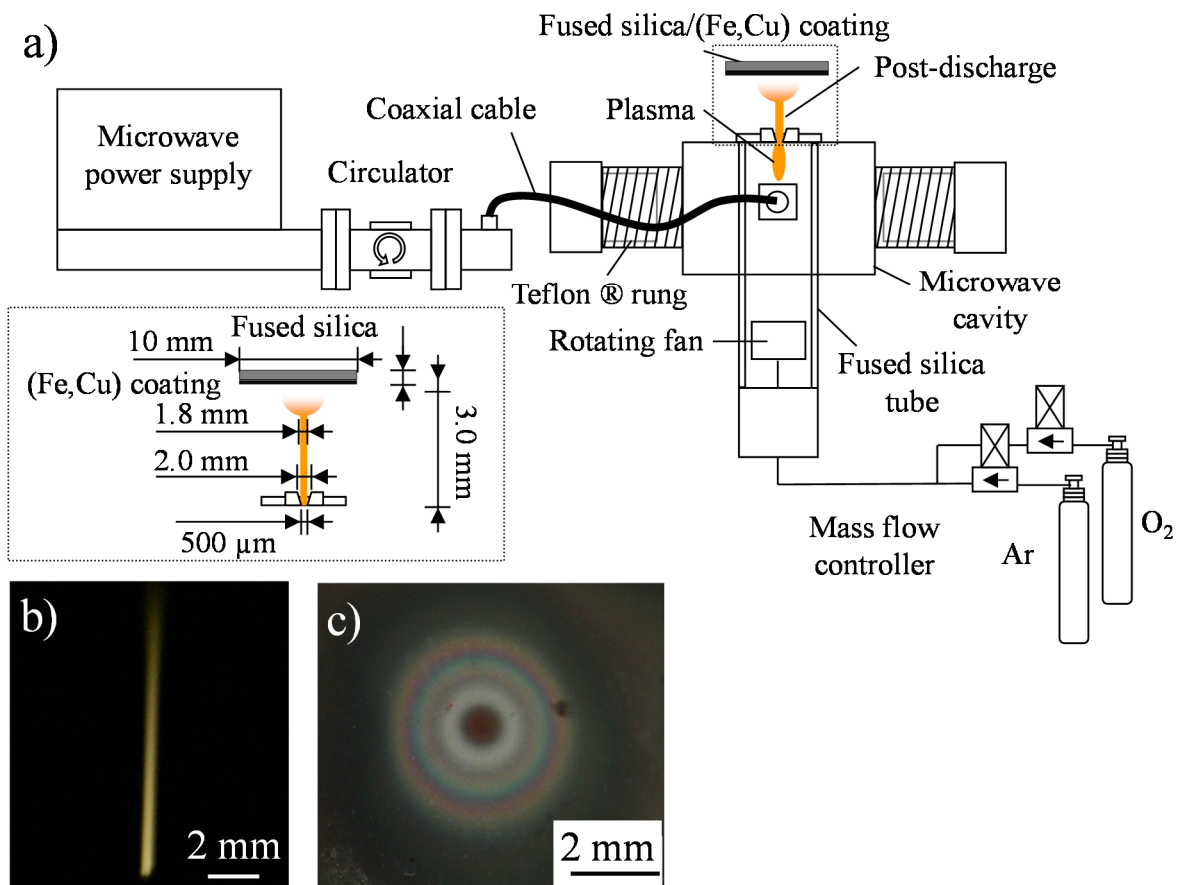 a)
Fused silica/(Fe,Cu) coating
Post-discharge
Coaxial cable
Plasma
Microwave
power supply
Circulator
Teflon ® rung
Microwave
cavity
Rotating fan
Fused silica
tube
Fused silica
10 mm
(Fe,Cu) coating
1.8 mm
3.0 mm
2.0 mm
500 µm
Mass flow
controller
Ar
O₂
b)
2 mm
c)
2 mm